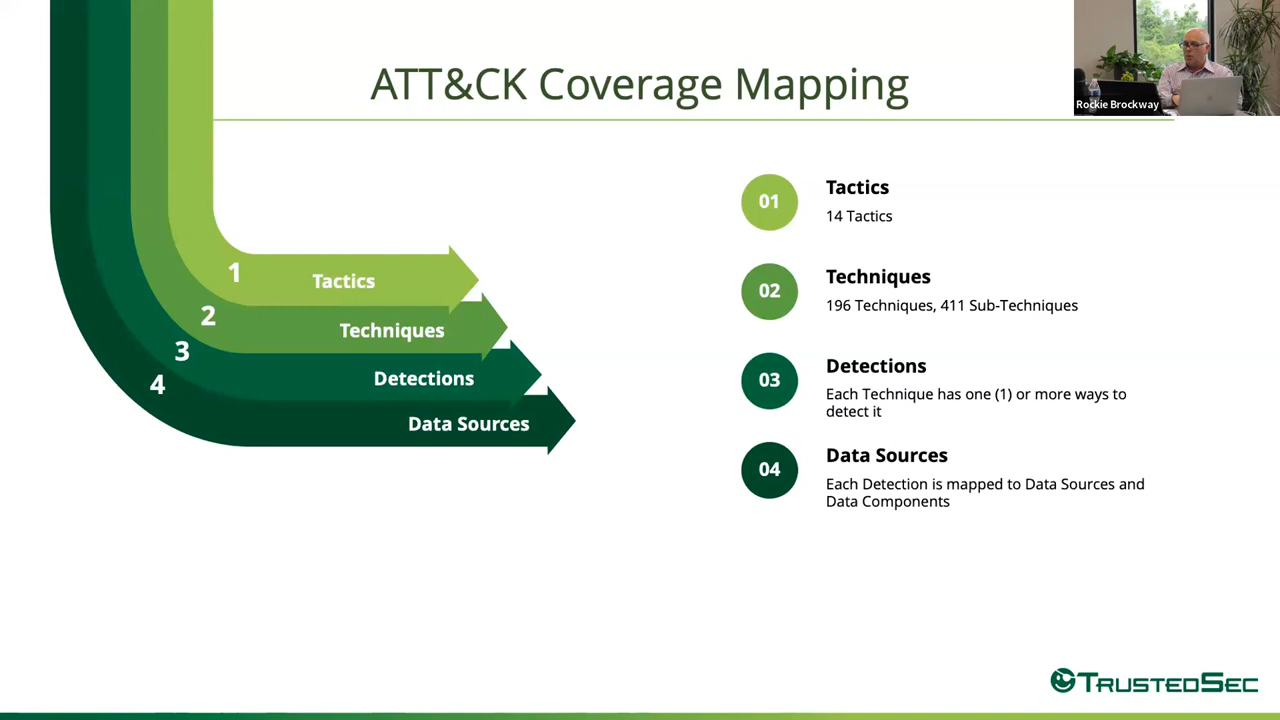 ATT&CK Coverage Mapping
Rockie Brockway
1
Tactics
2
Techniques
3
Detections
4
Data Sources
01
Tactics
14 Tactics
02
Techniques
196 Techniques, 411 Sub-Techniques
03
Detections
Each Technique has one (1) or more ways to
detect it
04
Data Sources
Each Detection is mapped to Data Sources and
Data Components
TRUSTEDSEC